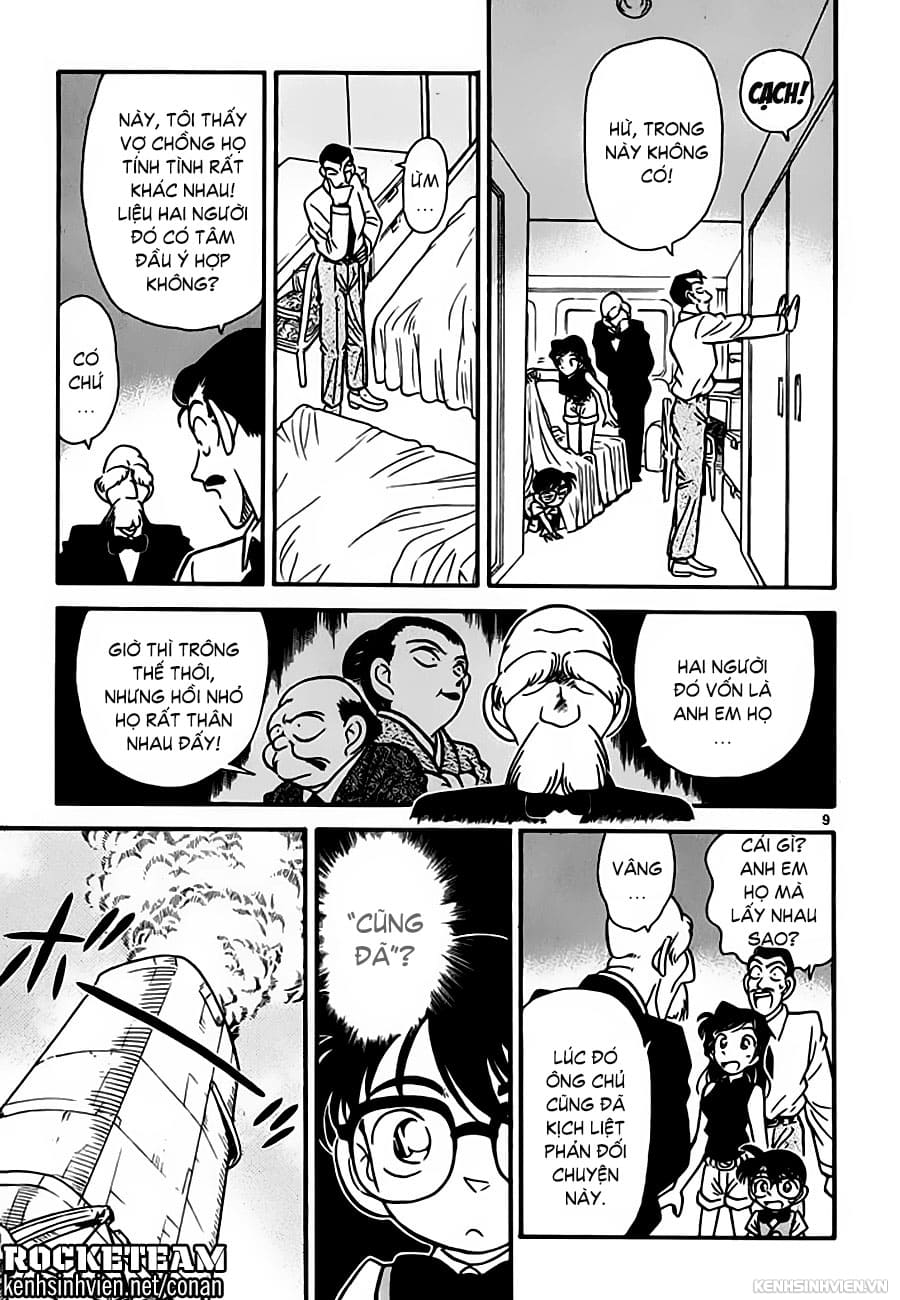 CẠCH!
HỪ, TRONG
NÀY KHÔNG
CÓ!
ỪM
...
NÀY, TÔI THẤY
VỢ CHỒNG HỌ
TÍNH TÌNH RẤT
KHÁC NHAU!
LIỆU HAI NGƯỜI
ĐÓ CÓ TÂM
ĐẦU Ý HỢP
KHÔNG?
CÓ CHỨ
...
HAI NGƯỜI
ĐÓ VỐN LÀ
ANH EM HỌ
...
GIỜ THÌ TRÔNG
THẾ THÔI,
NHƯNG HỒI NHỎ
HỌ RẤT THÂN
NHAU ĐẤY!
9
CÁI GÌ?
ANH EM
HỌ MÀ
LẤY NHAU
SAO?
VÂNG
...
LÚC ĐÓ
ÔNG CHỦ
CŨNG ĐÃ
KỊCH LIỆT
PHẢN ĐỐI
CHUYỆN
NÀY.
"CŨNG
ĐÃ"?
ボーッ
ROCKETEAM
kenhsinhvien.net/conan
KENHSINHVIEN.VN